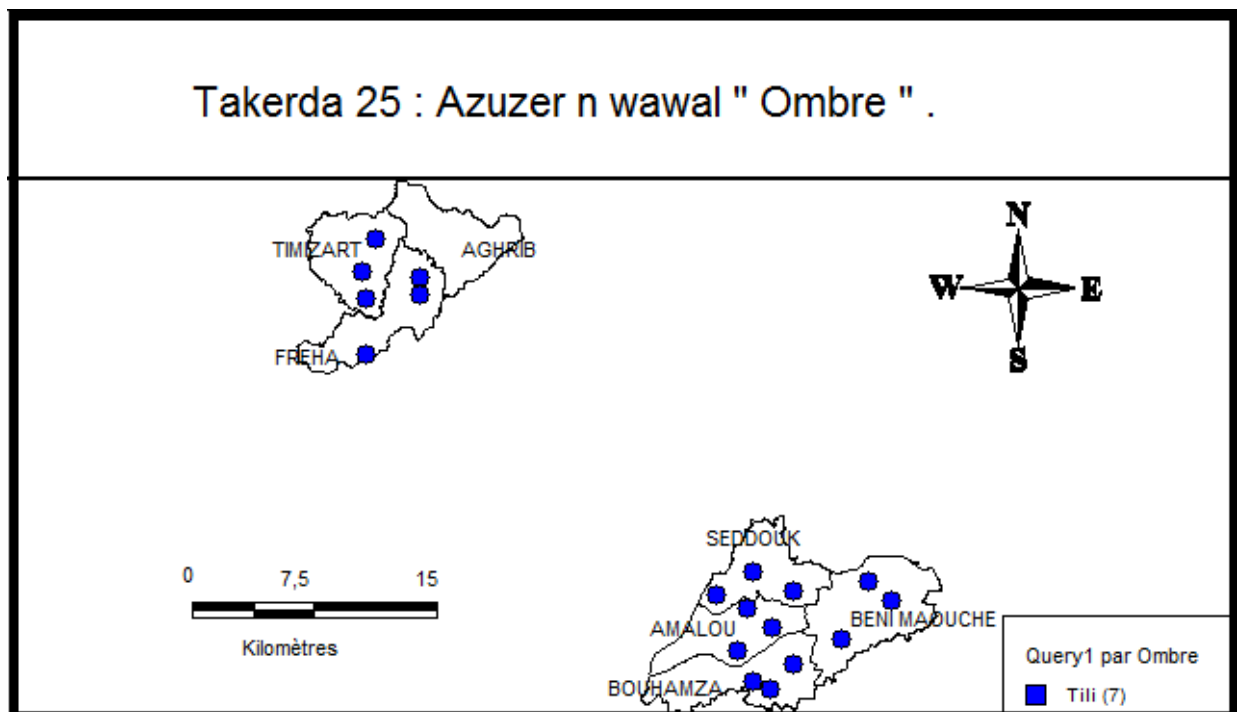 Takerda 25 : Azuzer n wawal " Ombre " .
N
TIMIZART
AGHRIB
W E
FREHA
S
SEDDOUK
0 7,5 15
BENI MAOUCHE
AMALOU
Kilomètres
Query1 par Ombre
BOUHAMZA
Tili (7)